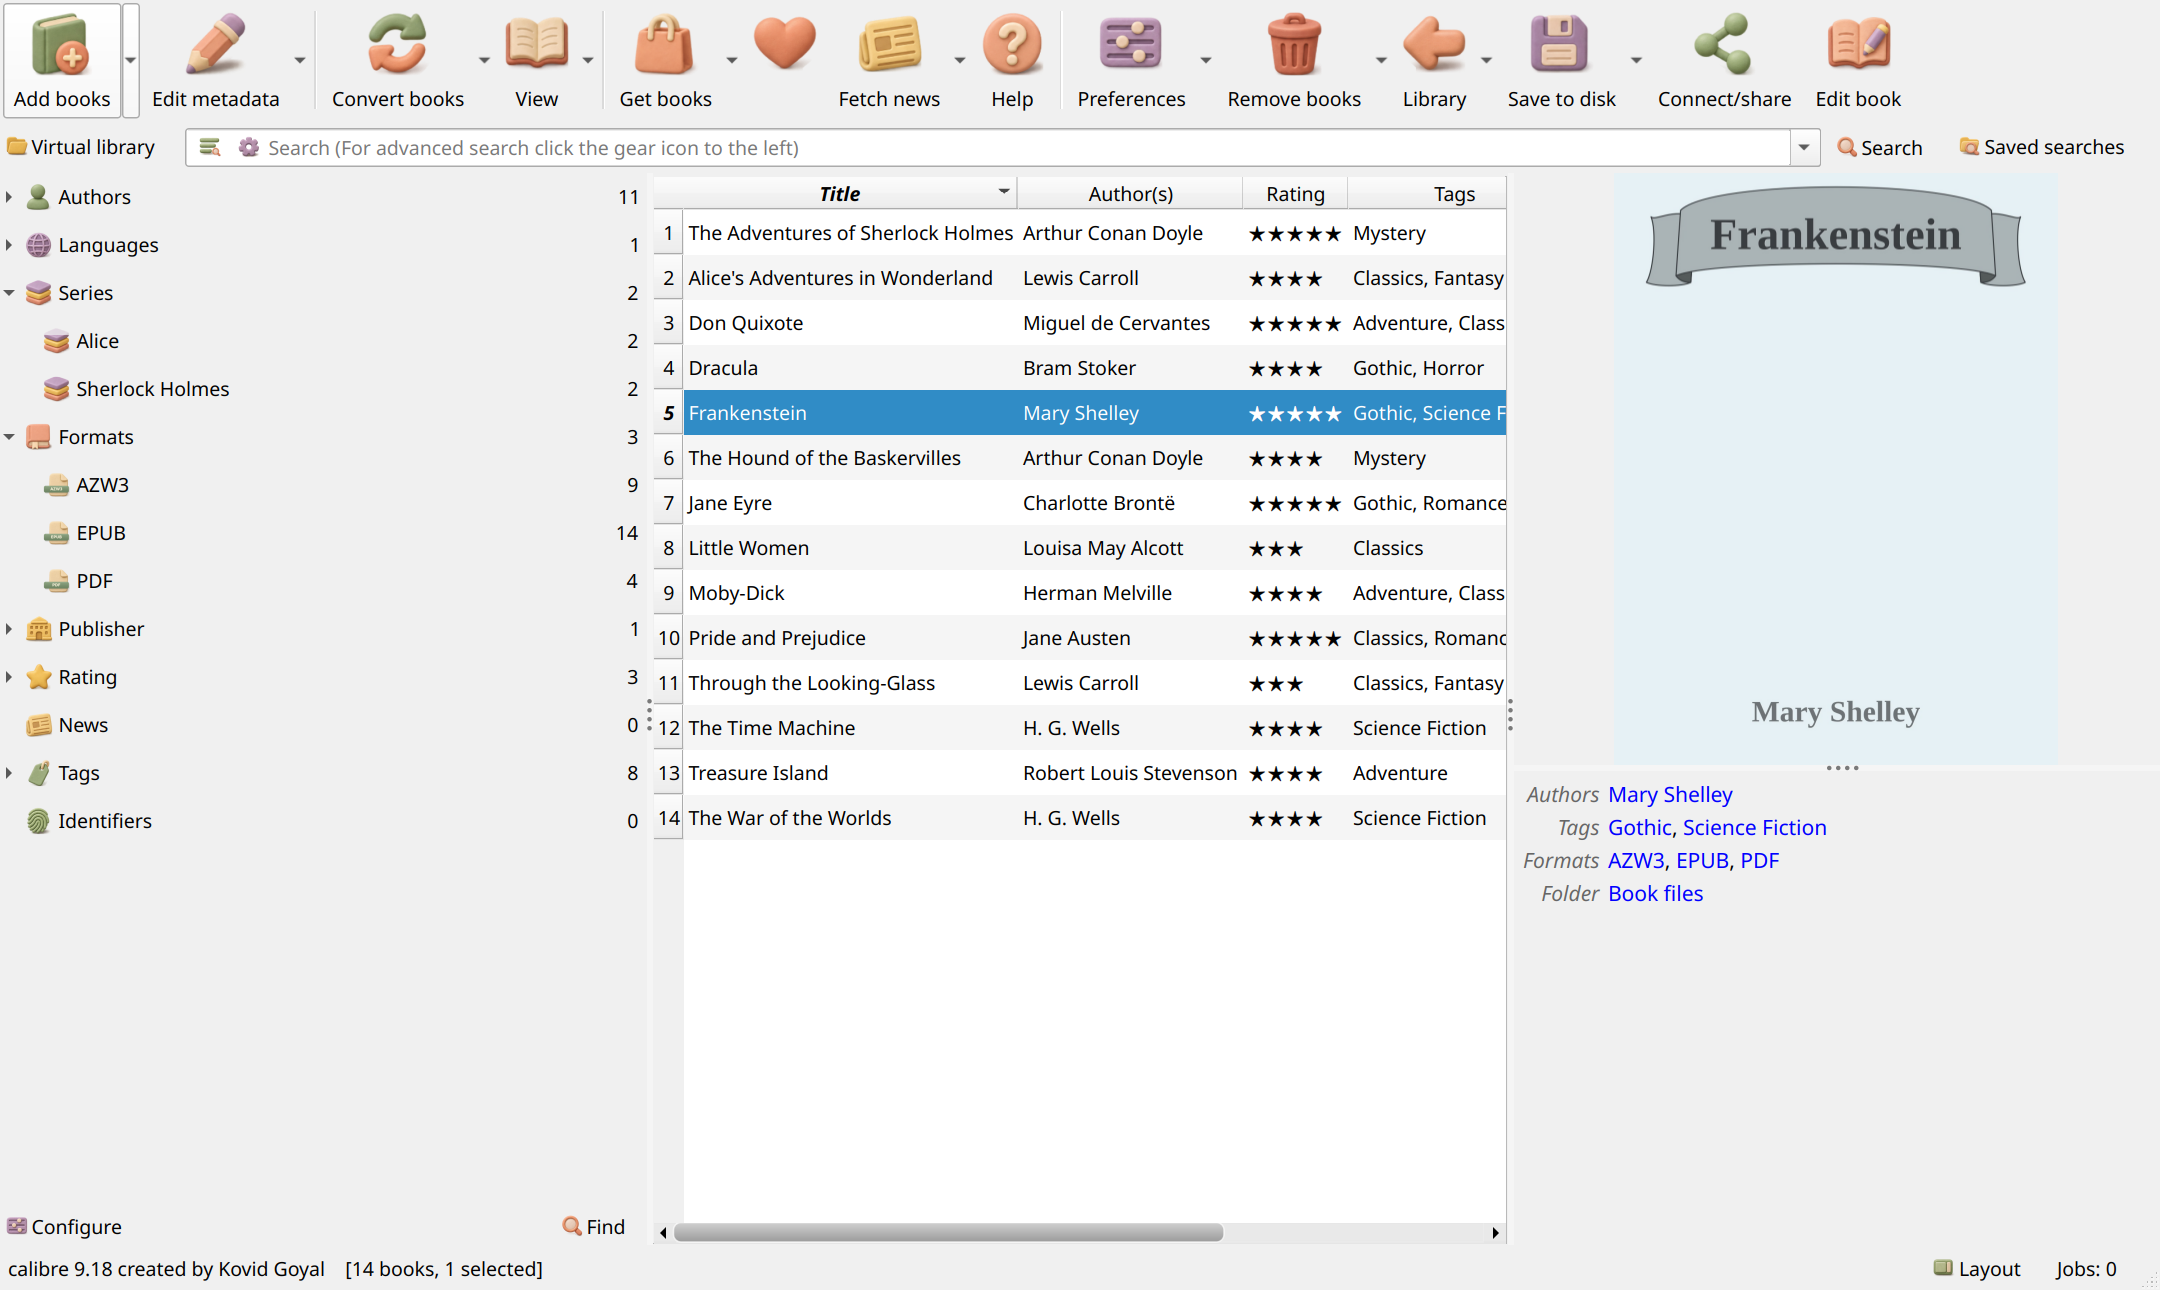 Add books
Edit metadata
Convert books
View
Get books
Fetch news
Help
Preferences
Remove books
Library
Save to disk
Connect/share
Edit book
Virtual library
Search (For advanced search click the gear icon to the left)
Search
Saved searches
Authors 11
Languages 1
Series 2
Alice 2
Sherlock Holmes 2
Formats 3
AZW3 9
EPUB 14
PDF 4
Publisher 1
Rating 3
News 0
Tags 8
Identifiers 0
Configure
Find
Title Author(s) Rating Tags
1 The Adventures of Sherlock Holmes Arthur Conan Doyle ★★★★★ Mystery
2 Alice's Adventures in Wonderland Lewis Carroll ★★★★ Classics, Fantasy
3 Don Quixote Miguel de Cervantes ★★★★★ Adventure, Class
4 Dracula Bram Stoker ★★★★ Gothic, Horror
5 Frankenstein Mary Shelley ★★★★★ Gothic, Science F
6 The Hound of the Baskervilles Arthur Conan Doyle ★★★★ Mystery
7 Jane Eyre Charlotte Brontë ★★★★★ Gothic, Romance
8 Little Women Louisa May Alcott ★★★ Classics
9 Moby-Dick Herman Melville ★★★★ Adventure, Class
10 Pride and Prejudice Jane Austen ★★★★★ Classics, Romanc
11 Through the Looking-Glass Lewis Carroll ★★★ Classics, Fantasy
12 The Time Machine H. G. Wells ★★★★ Science Fiction
13 Treasure Island Robert Louis Stevenson ★★★★ Adventure
14 The War of the Worlds H. G. Wells ★★★★ Science Fiction
Frankenstein
Mary Shelley
Authors Mary Shelley
Tags Gothic, Science Fiction
Formats AZW3, EPUB, PDF
Folder Book files
calibre 9.18 created by Kovid Goyal [14 books, 1 selected]
Layout
Jobs: 0